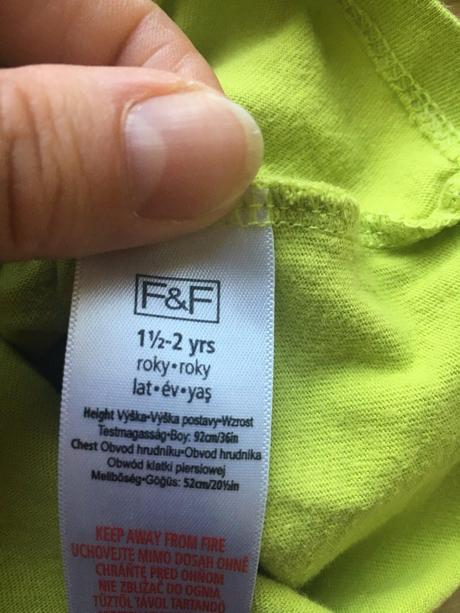 F&F
1½-2 yrs
roky•roky
lat•év•yaş
Height Výška•Výška postavy•Wzrost
Testmagasság•Boy: 92cm/36in
Chest Obvod hrudníku•Obvod hrudníka
Obwód klatki piersiowej
Mellbőség•Göğüs: 52cm/20½in
KEEP AWAY FROM FIRE
UCHOVEJTE MIMO DOSAH OHNĚ
CHRÁŇTE PRED OHŇOM
NIE ZBLIŻAĆ DO OGNIA
TŰZTŐL TÁVOL TARTANDÓ